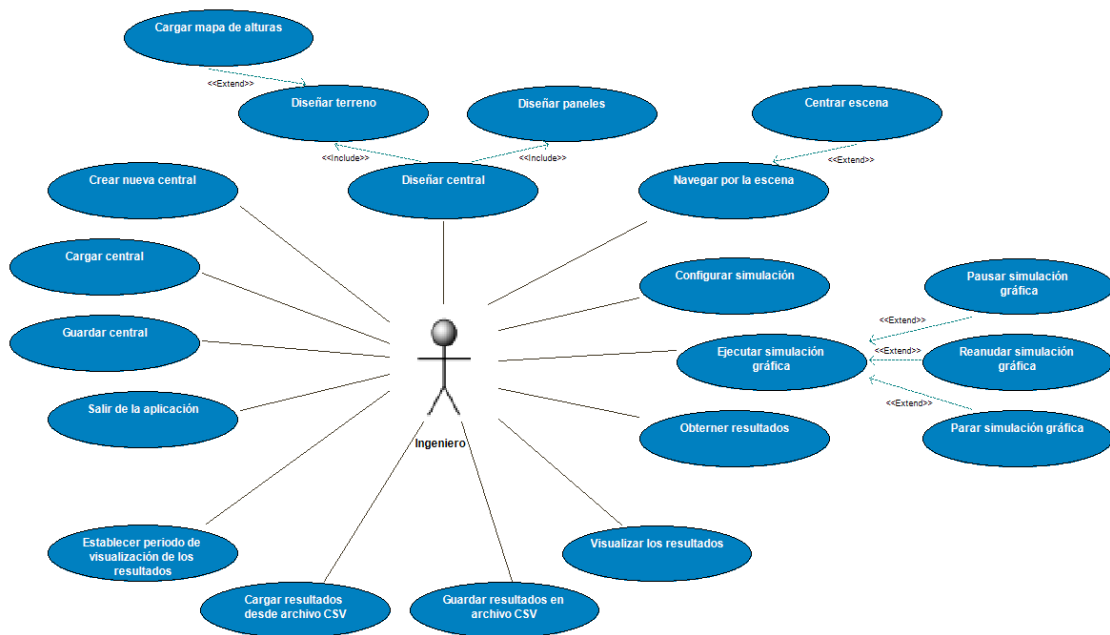 Cargar mapa de alturas
<<Extend>>
Diseñar terreno
Diseñar paneles
Centrar escena
<<Include>>
<<Include>>
<<Extend>>
Crear nueva central
Diseñar central
Navegar por la escena
Cargar central
Configurar simulación
Pausar simulación
gráfica
<<Extend>>
Guardar central
Ejecutar simulación
gráfica
<<Extend>>
Reanudar simulación
gráfica
<<Extend>>
Salir de la aplicación
Ingeniero
Obterner resultados
Parar simulación gráfica
Establecer periodo de
visualización de los
resultados
Visualizar los resultados
Cargar resultados
desde archivo CSV
Guardar resultados en
archivo CSV